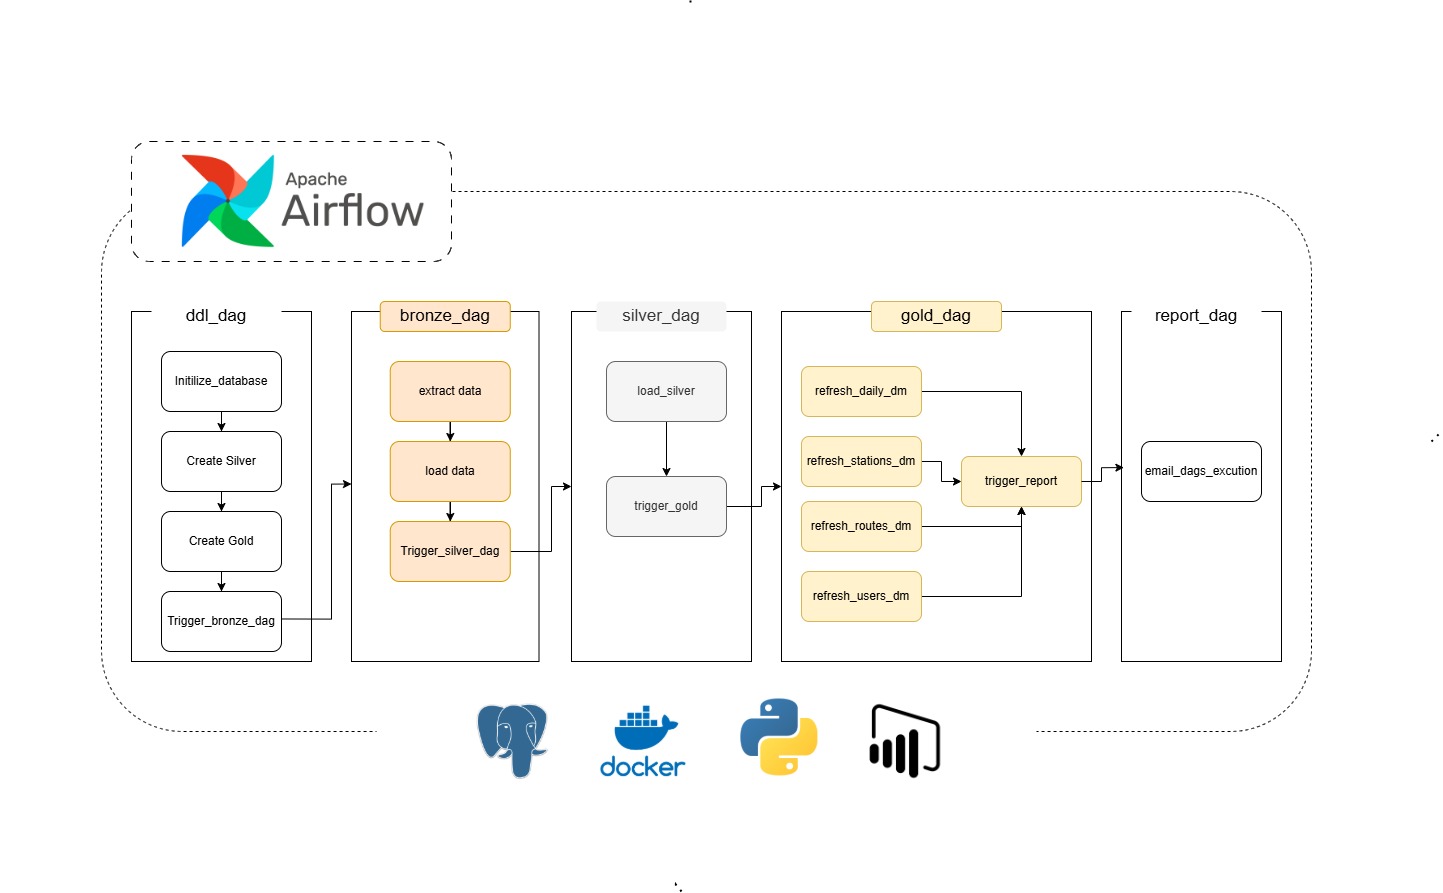 Apache
Airflow
ddl_dag
Initilize_database
Create Silver
Create Gold
Trigger_bronze_dag
bronze_dag
extract data
load data
Trigger_silver_dag
silver_dag
load_silver
trigger_gold
gold_dag
refresh_daily_dm
refresh_stations_dm
refresh_routes_dm
refresh_users_dm
trigger_report
report_dag
email_dags_excution
docker